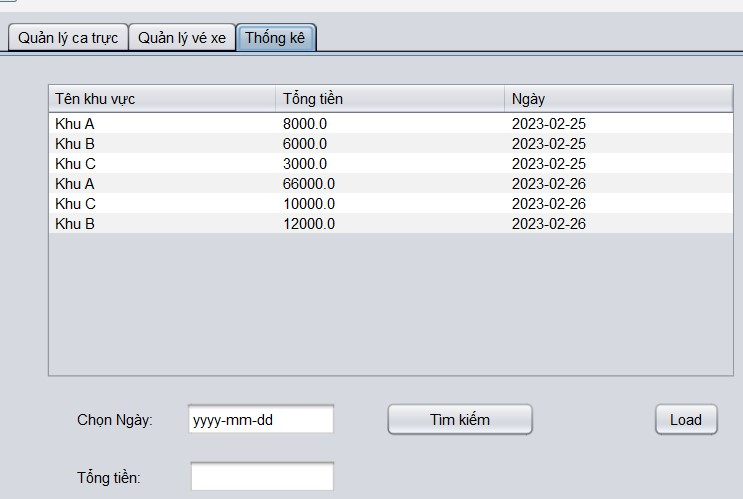 Quản lý ca trực Quản lý vé xe Thống kê
Tên khu vực Tổng tiền Ngày
Khu A 8000.0 2023-02-25
Khu B 6000.0 2023-02-25
Khu C 3000.0 2023-02-25
Khu A 66000.0 2023-02-26
Khu C 10000.0 2023-02-26
Khu B 12000.0 2023-02-26
Chọn Ngày: yyyy-mm-dd Tìm kiếm Load
Tổng tiền: